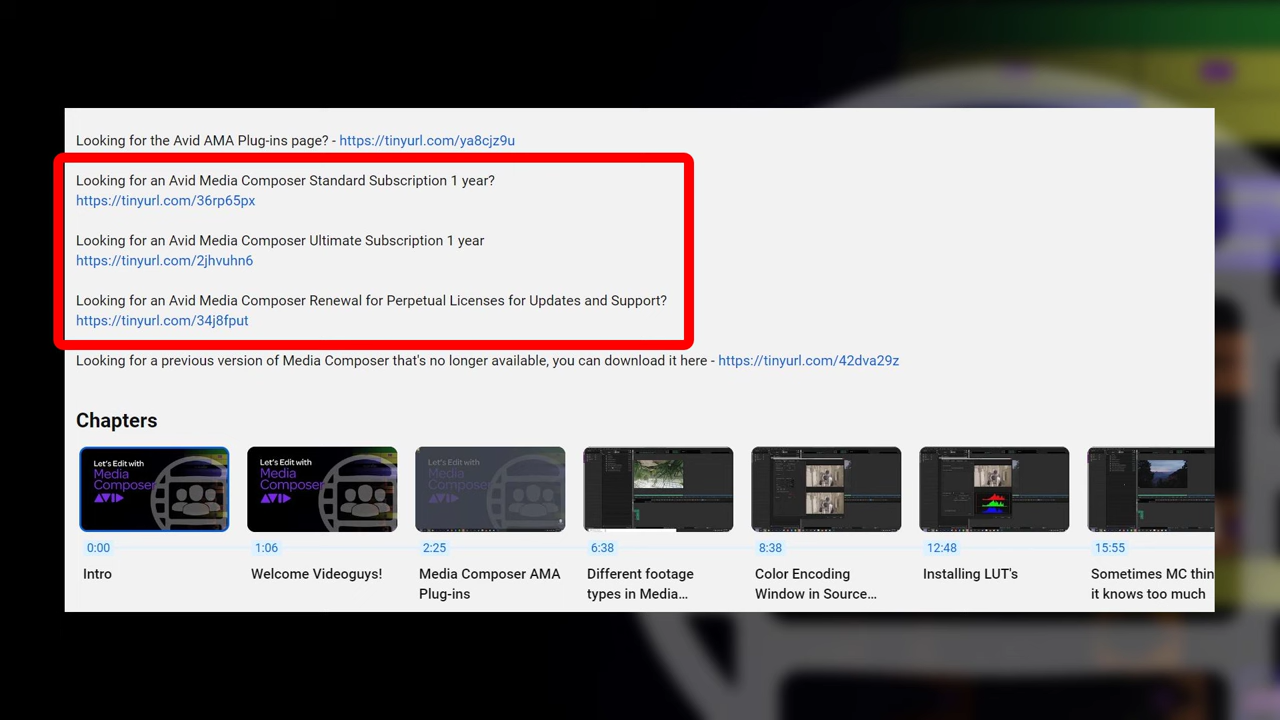 Looking for the Avid AMA Plug-ins page? - https://tinyurl.com/ya8cjz9u
Looking for an Avid Media Composer Standard Subscription 1 year?
https://tinyurl.com/36rp65px
Looking for an Avid Media Composer Ultimate Subscription 1 year
https://tinyurl.com/2jhvuhn6
Looking for an Avid Media Composer Renewal for Perpetual Licenses for Updates and Support?
https://tinyurl.com/34j8fput
Looking for a previous version of Media Composer that's no longer available, you can download it here - https://tinyurl.com/42dva29z
Chapters
Let's Edit with
Media
Composer
AVID
Let's Edit with
Media
Composer
AVID
Let's Edit with
Media
Composer
AVID
0:00
1:06
2:25
6:38
8:38
12:48
15:55
Intro
Welcome Videoguys!
Media Composer AMA
Plug-ins
Different footage
types in Media...
Color Encoding
Window in Source...
Installing LUT's
Sometimes MC thin
it knows too much